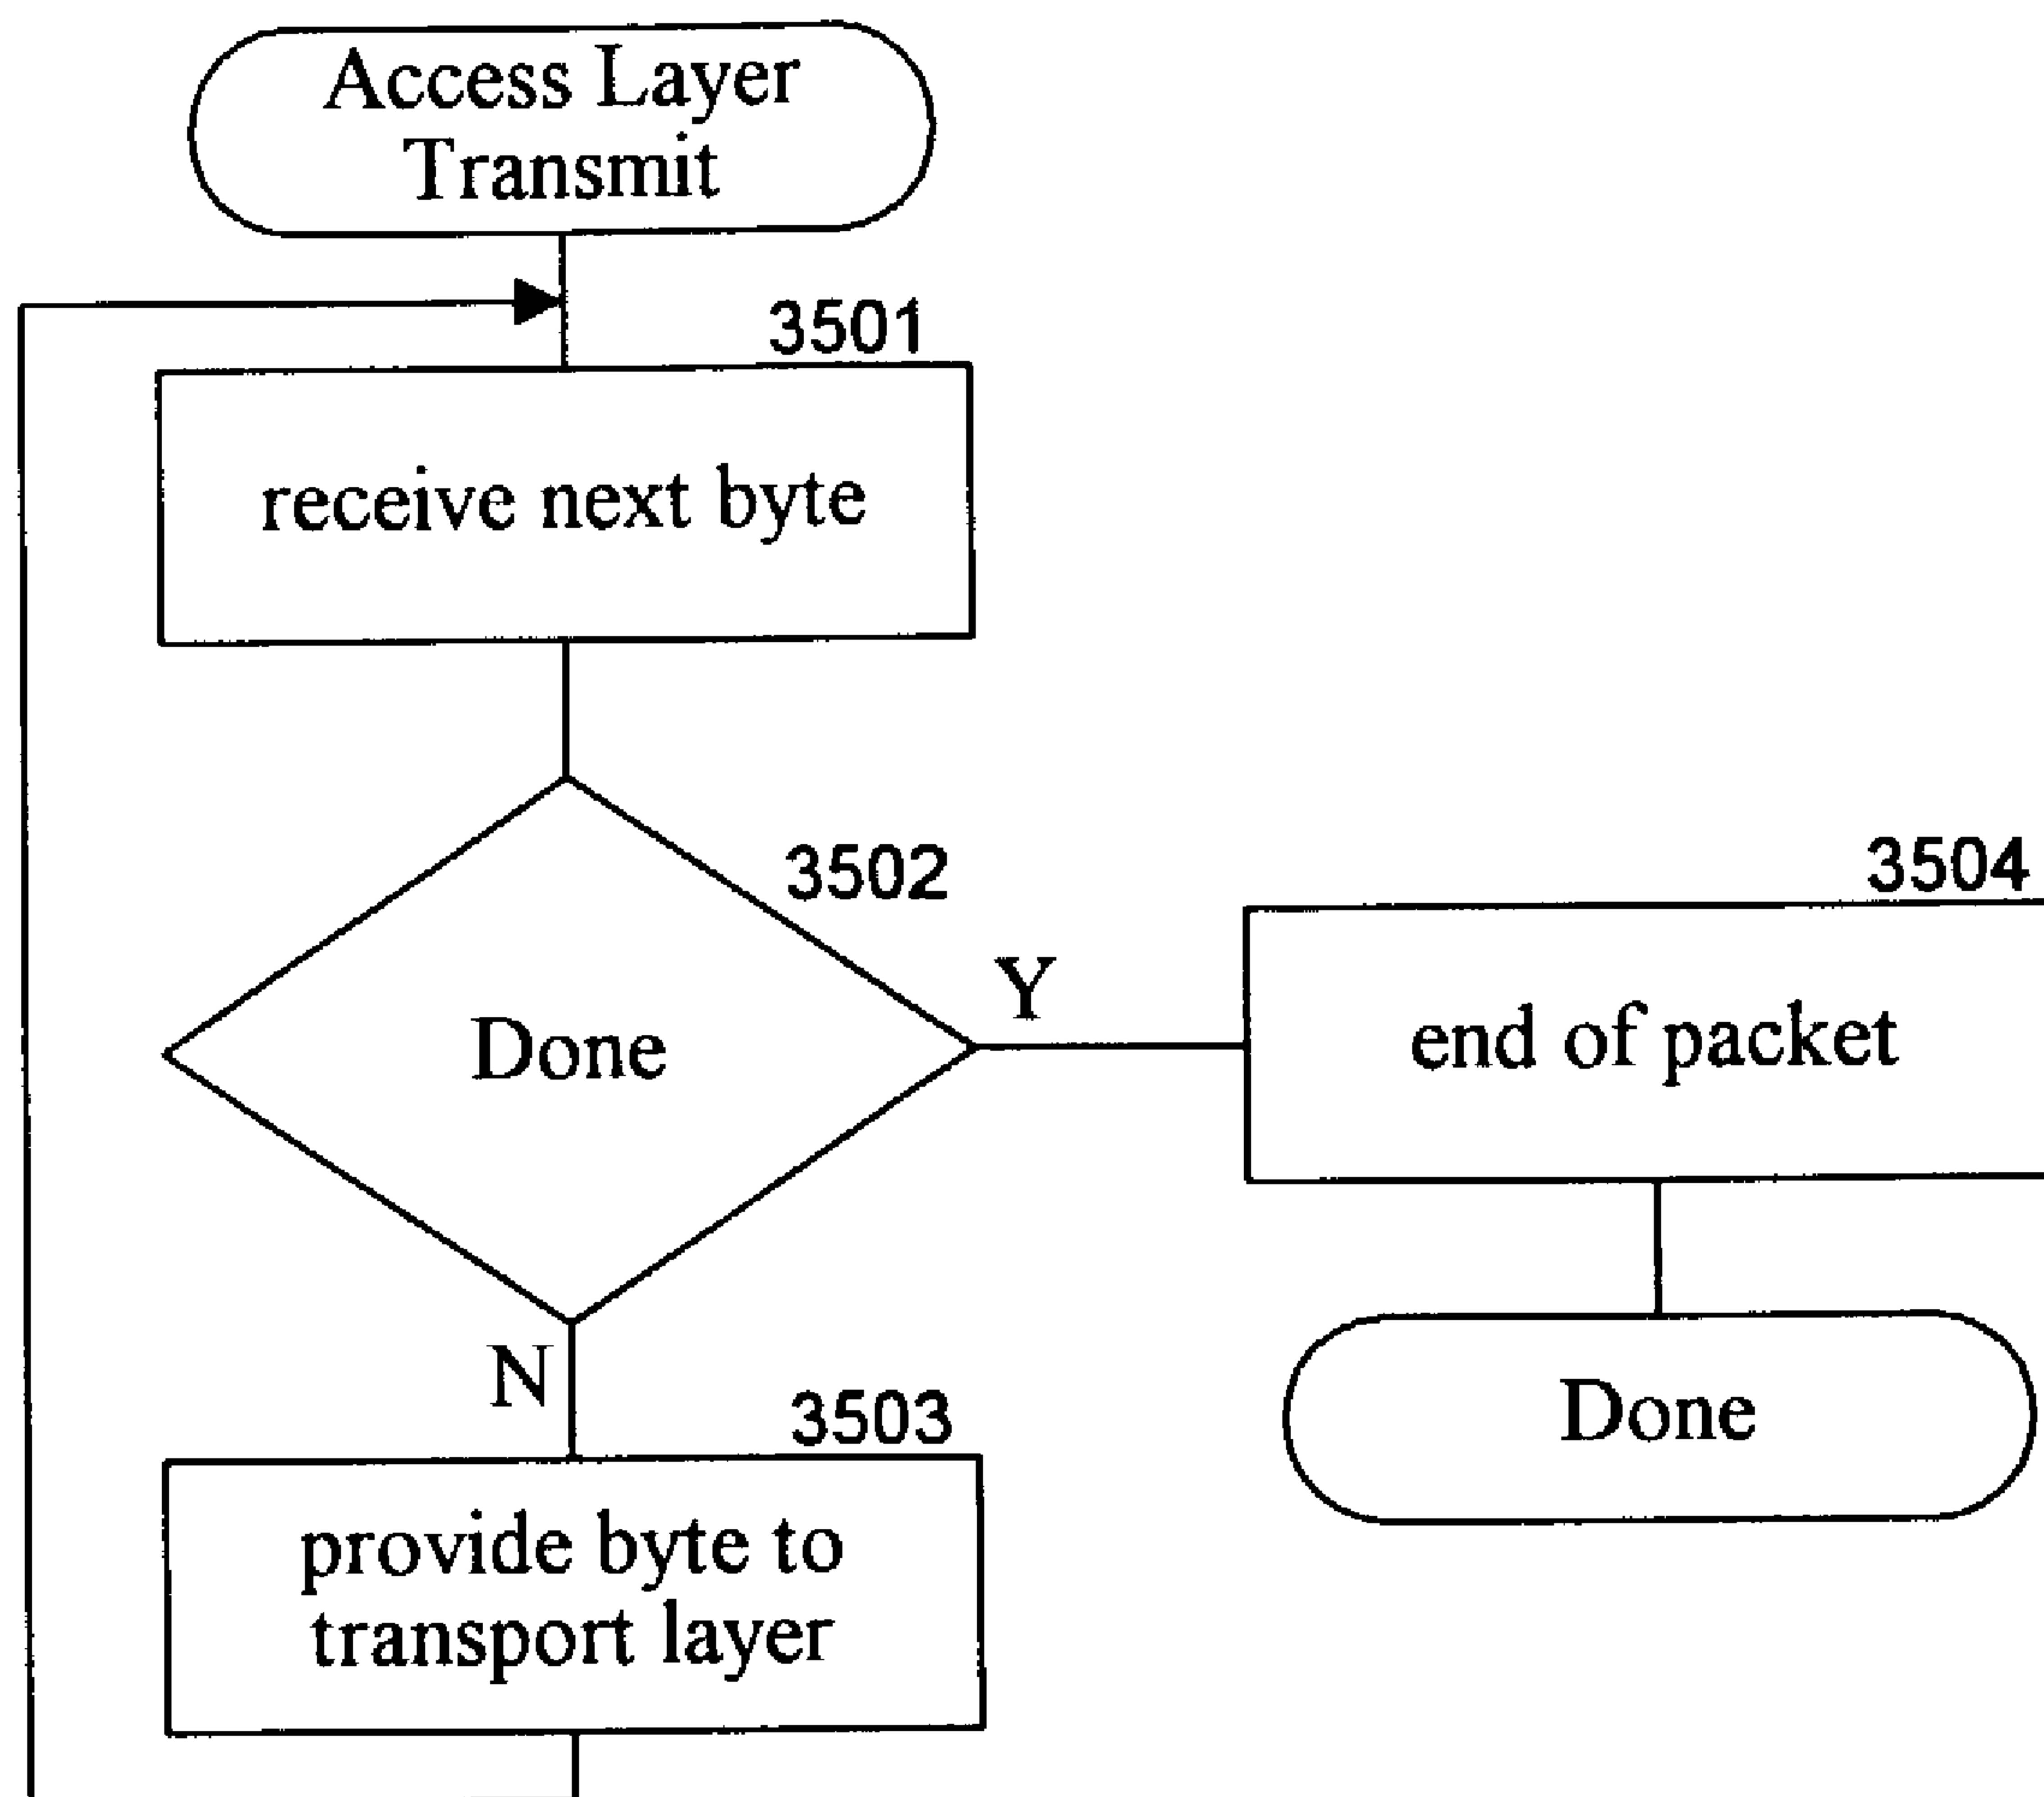 Access Layer
Transmit
3501
receive next byte
3502
Done
Y
3504
end of packet
Done
N
3503
provide byte to
transport layer